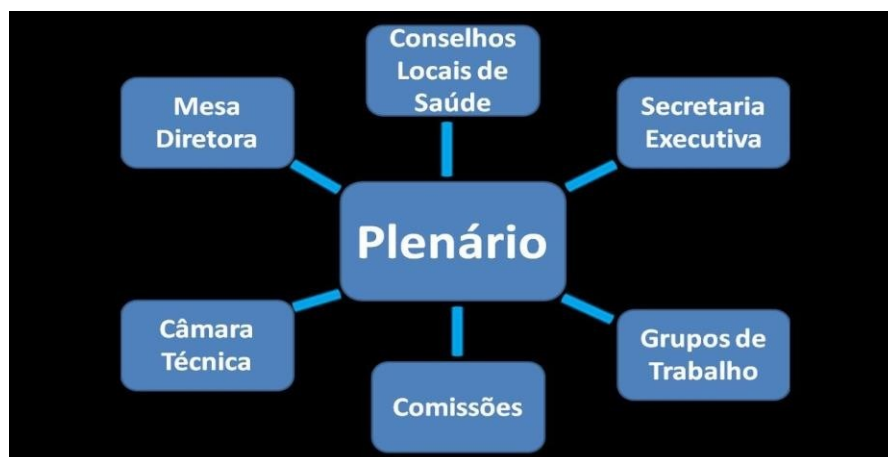 Conselhos
Locais de
Saúde
Mesa
Diretora
Secretaria
Executiva
Plenário
Câmara
Técnica
Grupos de
Trabalho
Comissões